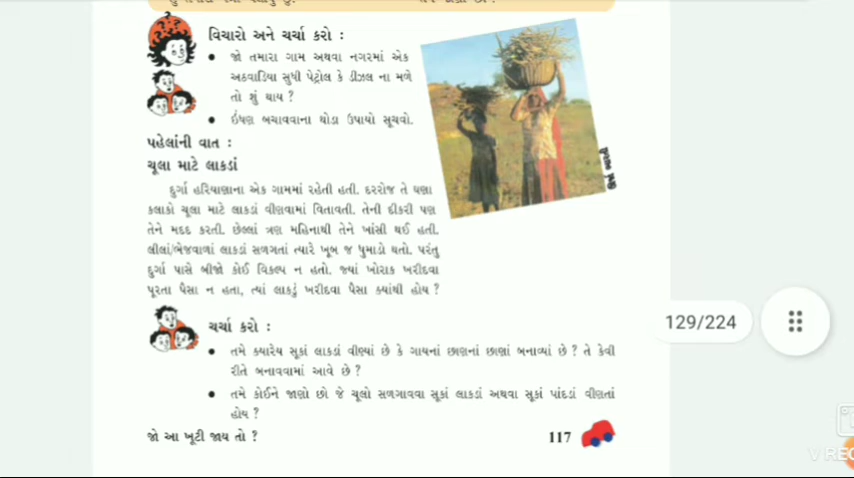 વિચારો અને ચર્ચા કરો :
• જો તમારા ગામ અથવા નગરમાં એક
અઠવાડિયા સુધી પેટ્રોલ કે ડીઝલ ના મળે
તો શું થાય ?
• ઈંધણ બચાવવાના થોડા ઉપાયો સૂચવો.
પહેલાંની વાત :
ચૂલા માટે લાકડાં
દુર્ગા હરિયાણાના એક ગામમાં રહેતી હતી. દરરોજ તે ઘણા
કલાકો ચૂલા માટે લાકડાં વીણવામાં વિતાવતી. તેની દીકરી પણ
તેને મદદ કરતી. છેલ્લાં ત્રણ મહિનાથી તેને ખાંસી થઈ હતી.
લીલાં/ભેજવાળાં લાકડાં સળગતાં ત્યારે ખૂબ જ ધુમાડો થતો. પરંતુ
દુર્ગા પાસે બીજો કોઈ વિકલ્પ ન હતો. જ્યાં ખોરાક ખરીદવા
પૂરતા પૈસા ન હતા, ત્યાં લાકડું ખરીદવા પૈસા ક્યાંથી હોય ?
129/224
ચર્ચા કરો :
• તમે ક્યારેય સૂકાં લાકડાં વીણ્યાં છે કે ગાયનાં છાણનાં છાણાં બનાવ્યાં છે ? તે કેવી
રીતે બનાવવામાં આવે છે ?
• તમે કોઈને જાણો છો જે ચૂલો સળગાવવા સૂકાં લાકડાં અથવા સૂકાં પાંદડાં વીણતાં
હોય ?
જો આ ખૂટી જાય તો ?
117